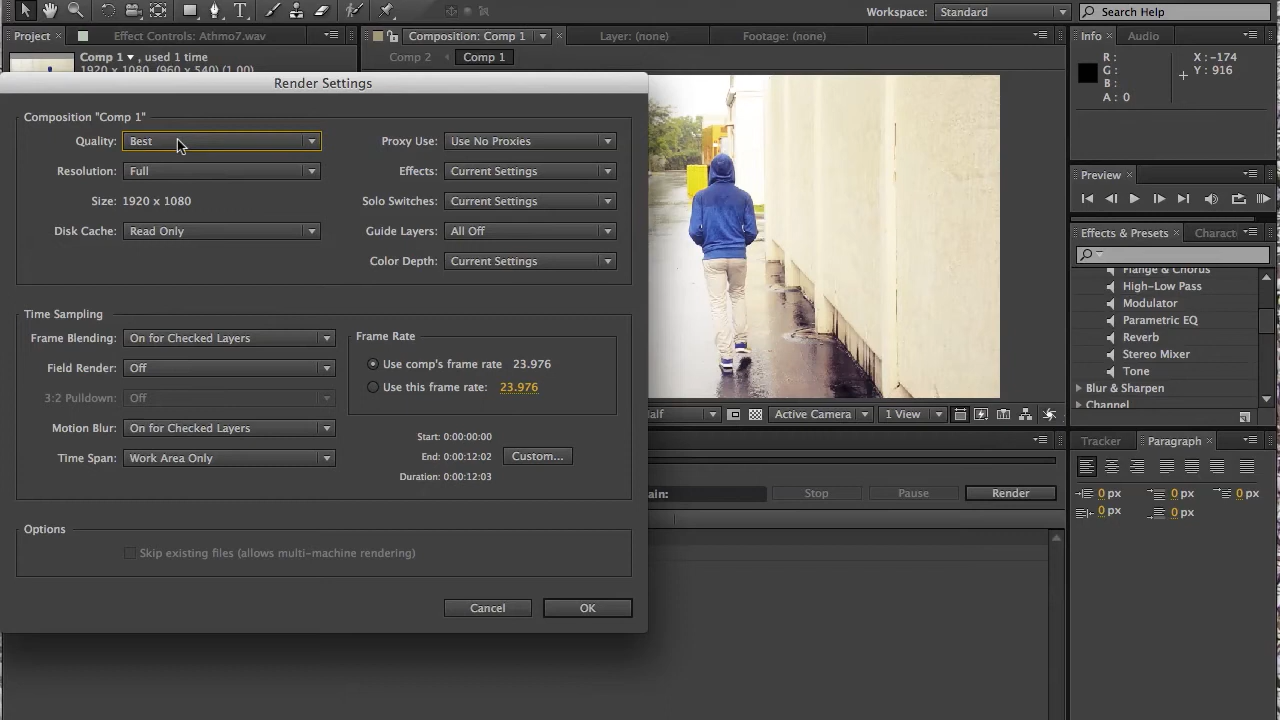 Workspace: Standard Search Help
Project Effect Controls: Athmo7.wav Composition: Comp 1 Layer: (none) Footage: (none) Info Audio
Comp 1 , used 1 time
Comp 2 Comp 1
1920 x 1080 (960 x 540) (1.00)
R : X : -174
G : Y : 916
B :
A : 0
Render Settings
Composition "Comp 1"
Quality: Best Proxy Use: Use No Proxies
Resolution: Full Effects: Current Settings
Size: 1920 x 1080 Solo Switches: Current Settings
Disk Cache: Read Only Guide Layers: All Off
Color Depth: Current Settings
Time Sampling
Frame Blending: On for Checked Layers
Field Render: Off
3:2 Pulldown: Off
Motion Blur: On for Checked Layers
Time Span: Work Area Only
Frame Rate
Use comp's frame rate 23.976
Use this frame rate: 23.976
Start: 0:00:00:00
End: 0:00:12:02 Custom...
Duration: 0:00:12:03
Options
Skip existing files (allows multi-machine rendering)
Cancel OK
Active Camera 1 View
Stop Pause Render
Preview
Effects & Presets
Flange & Chorus
High-Low Pass
Modulator
Parametric EQ
Reverb
Stereo Mixer
Tone
Blur & Sharpen
Channel
Tracker Paragraph
0 px 0 px 0 px
0 px 0 px